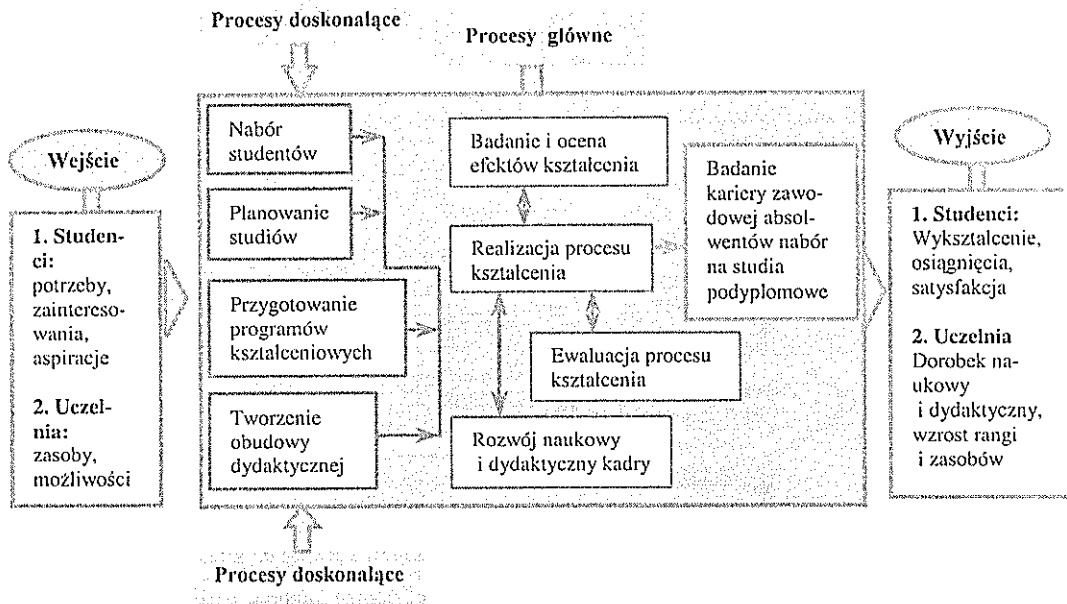 Procesy doskonalące
Procesy główne
Wejście
1. Studen-
ci:
potrzeby,
zaintereso-
wania,
aspiracje
2. Uczel-
nia:
zasoby,
możliwości
Nabór
studentów
Planowanie
studiów
Przygotowanie
programów
kształceniowych
Tworzenie
obudowy
dydaktycznej
Badanie i ocena
efektów kształcenia
Realizacja procesu
kształcenia
Ewaluacja procesu
kształcenia
Rozwój naukowy
i dydaktyczny kadry
Badanie
kariery zawo-
dowej absol-
wentów nabór
na studia
podyplomowe
Wyjście
1. Studenci:
Wykształcenie,
osiągnięcia,
satysfakcja
2. Uczelnia
Dorobek na-
ukowy
i dydaktyczny,
wzrost rangi
i zasobów
Procesy doskonalące